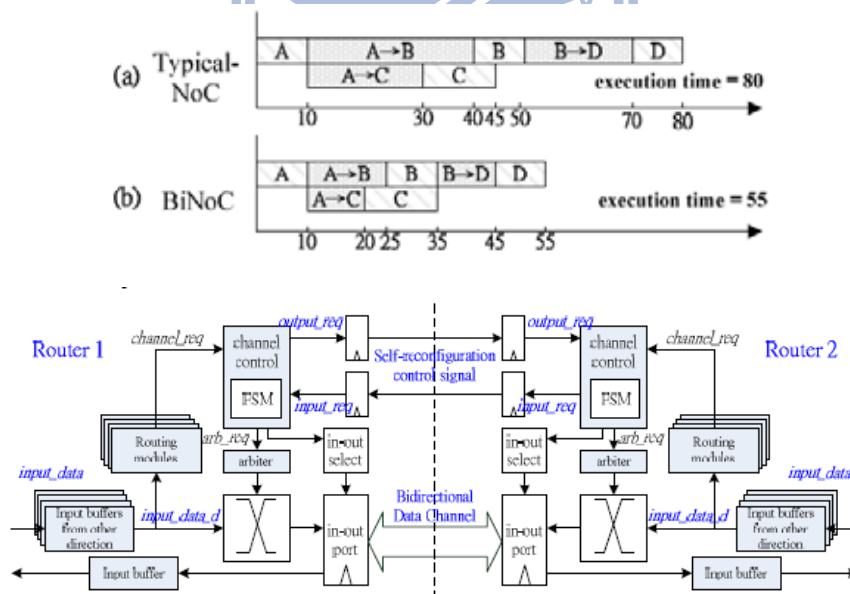 A A→B B B→D D
(a) Typical-NoC
A→C C
execution time = 80
10 30 40 45 50 70 80
A A→B B B→D D
(b) BiNoC
A→C C
execution time = 55
10 20 25 35 45 55
output_req output_req
channel_req channel_req
Router 1 Router 2
channel control channel control
Self-reconfiguration control signal
FSM FSM
input_req input_req
arb_req arb_req
Routing modules Routing modules
arbiter arbiter
in-out select in-out select
input_data input_data
Bidirectional Data Channel
Input buffers from other direction Input buffers from other direction
input_data_d input_data_d
in-out port in-out port
Input buffer Input buffer